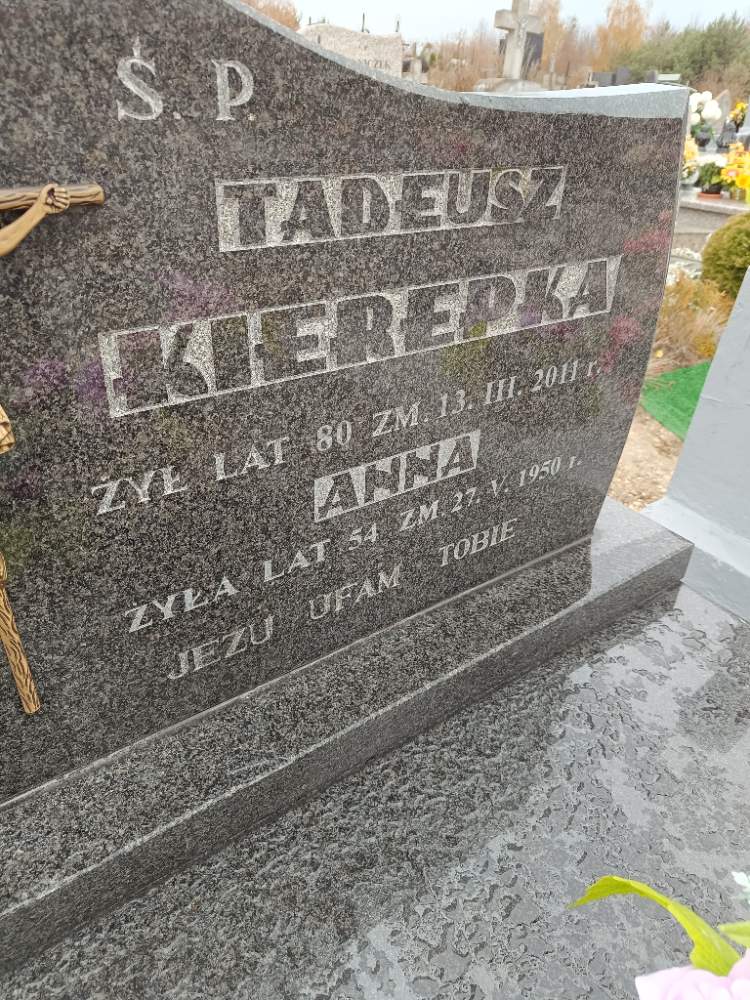 Ś. P.
TADEUSZ
KIEREPKA
ŻYŁ LAT 80 ZM. 13. III. 2011 r.
ANNA
ŻYŁA LAT 54 ZM. 27. V. 1950 r.
JEZU UFAM TOBIE